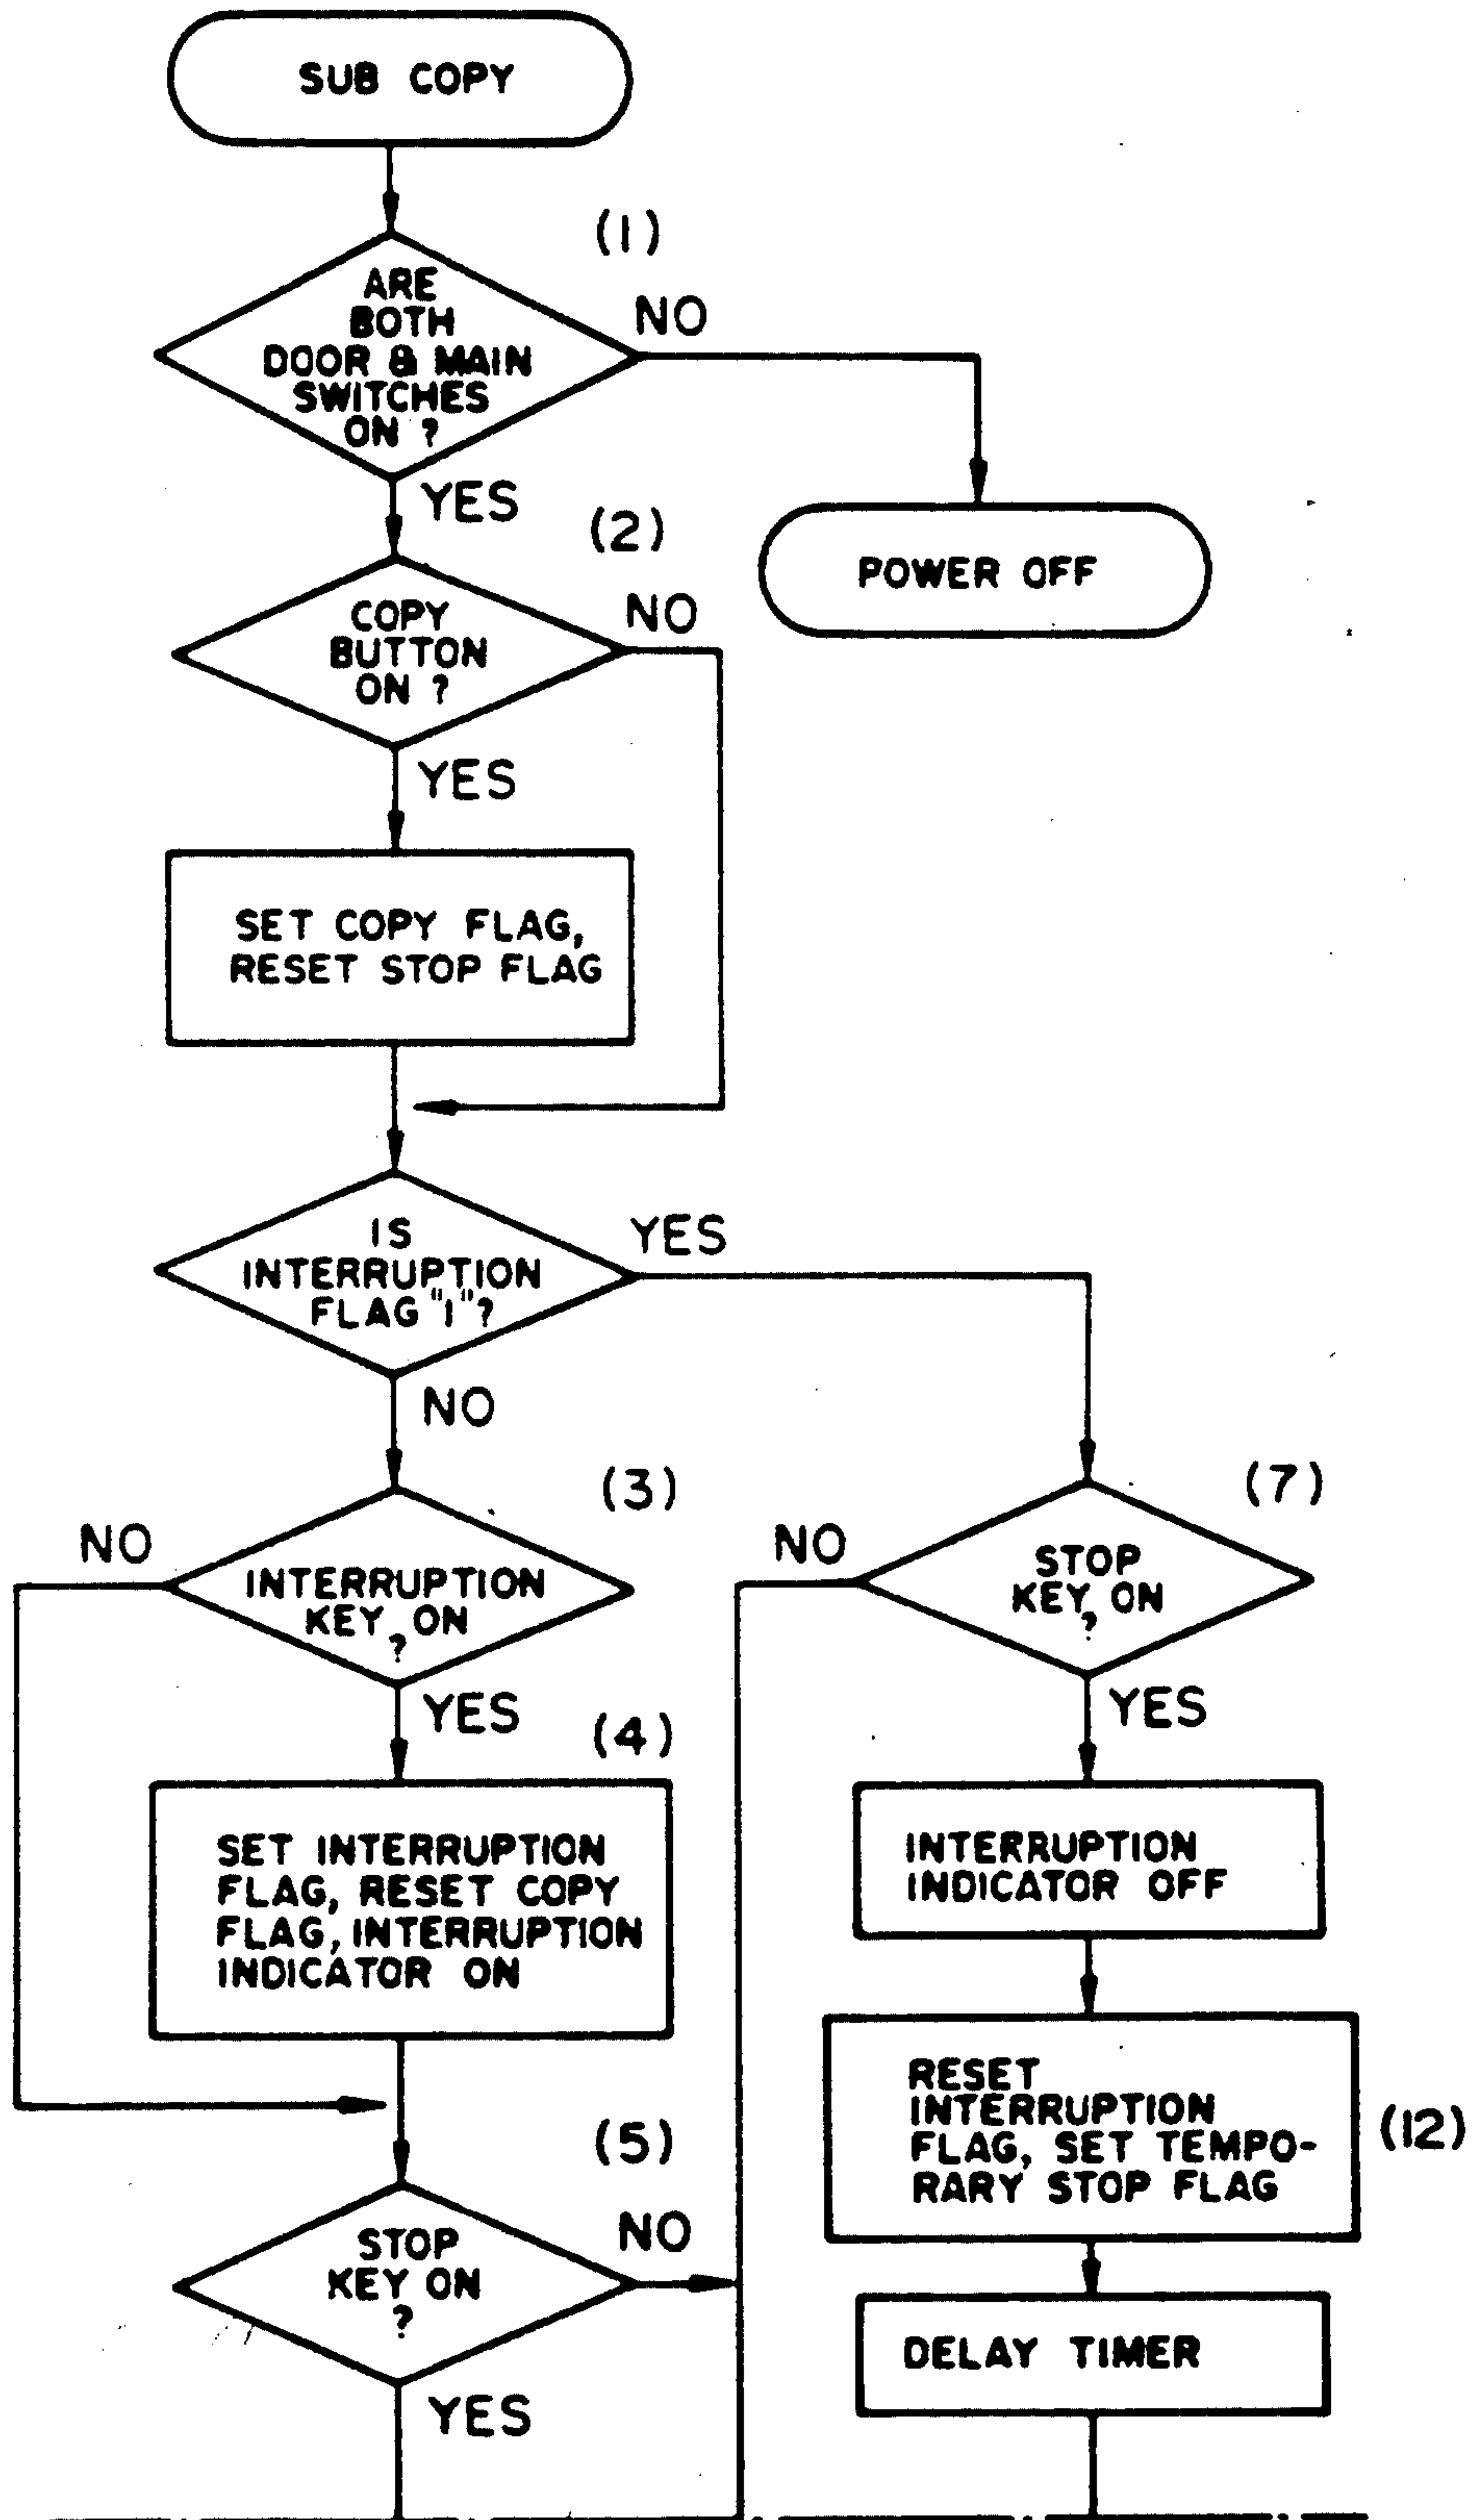 SUB COPY
(1)
ARE
BOTH
DOOR & MAIN
SWITCHES
ON ?
NO
YES
POWER OFF
(2)
COPY
BUTTON
ON ?
NO
YES
SET COPY FLAG,
RESET STOP FLAG
IS
INTERRUPTION
FLAG "1"?
YES
NO
(3)
INTERRUPTION
KEY ON
?
NO
YES
(7)
STOP
KEY ON
?
NO
YES
(4)
SET INTERRUPTION
FLAG, RESET COPY
FLAG, INTERRUPTION
INDICATOR ON
INTERRUPTION
INDICATOR OFF
RESET
INTERRUPTION
FLAG, SET TEMPO-
RARY STOP FLAG
(12)
(5)
STOP
KEY ON
?
NO
YES
DELAY TIMER